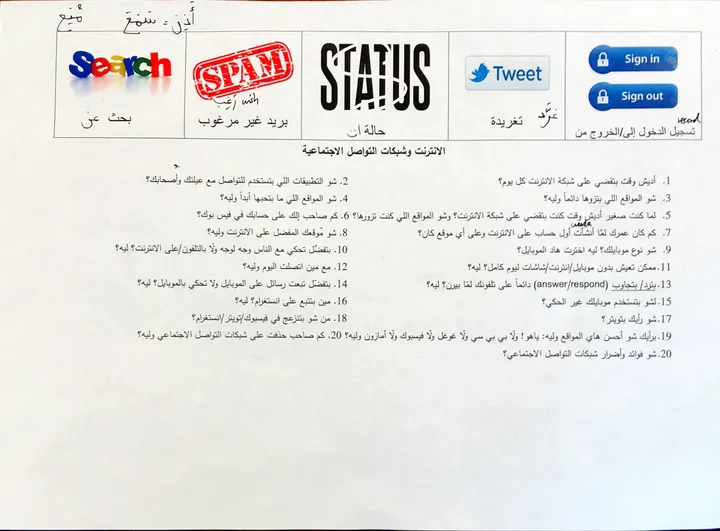 أَذِنَ = سَمَحَ مُنِع
Sign in
Sign out
record
تسجيل الدخول إلى/الخروج من
Tweet
غَرَّد
تغريدة
STATUS
حالة ات
SPAM
رَغِبَ wish
بريد غير مرغوب
Search
بحث عن
الانترنت وشبكات التواصل الاجتماعية
1. أديش وقت بتقضي على شبكة الانترنت كل يوم؟
2. شو التطبيقات اللي بتستخدم للتواصل مع عيلتك وأصحابك؟
3. شو المواقع اللي بتزورها دائماً وليه؟
4. شو المواقع اللي ما بتحبها أبداً وليه؟
5. لما كنت صغير أديش وقت كنت بتقضي على شبكة الانترنت؟ وشو المواقع اللي كنت تزورها؟
6. كم صاحب إلك على حسابك في فيس بوك؟
7. كم كان عمرك لمّا أنشأت أول حساب على الانترنت وعلى أي موقع كان؟
8. شو مَوقعك المفضل على الانترنت وليه؟
9. شو نوع موبايلك؟ ليه اخترت هاد الموبايل؟
10. بتفضّل تحكي مع الناس وجه لوجه ولّا بالتلفون/على الانترنت؟ ليه؟
11. ممكن تعيش بدون موبايل/انترنت/شاشات ليوم كامل؟ ليه؟
12. مع مين اتصلت اليوم وليه؟
13. بترد/بتجاوب (answer/respond) دائماً على تلفونك لمّا بيرن؟ ليه؟
14. بتفضّل تبعت رسائل على الموبايل ولّا تحكي بالموبايل؟ ليه؟
15. لشو بتستخدم موبايلك غير الحكي؟
16. مين بتتبع على انستغرام؟ ليه؟
17. شو رأيك بتويتر؟
18. من شو بتنزعج في فيسبوك/تويتر/انستغرام؟
19. برأيك شو أحسن هاي المواقع وليه: ياهو! ولّا بي بي سي ولّا غوغل ولّا فيسبوك ولّا أمازون وليه؟
20. كم صاحب حذفت على شبكات التواصل الاجتماعي وليه؟
20. شو فوائد وأضرار شبكات التواصل الاجتماعي؟